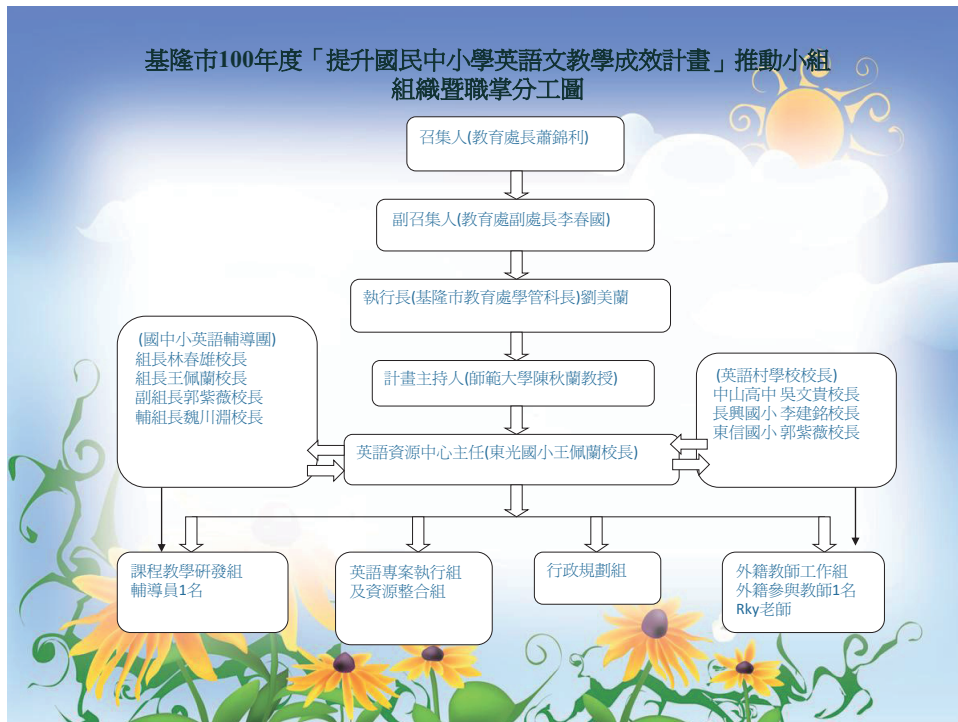 基隆市100年度「提升國民中小學英語文教學成效計畫」推動小組
組織暨職掌分工圖
召集人(教育處長蕭錦利)
副召集人(教育處副處長李春國)
執行長(基隆市教育處學管科長)劉美蘭
(國中小英語輔導團)
組長林春雄校長
組長王佩蘭校長
副組長郭紫薇校長
輔組長魏川淵校長
計畫主持人(師範大學陳秋蘭教授)
(英語村學校校長)
中山高中 吳文貴校長
長興國小 李建銘校長
東信國小 郭紫薇校長
英語資源中心主任(東光國小王佩蘭校長)
課程教學研發組
輔導員1名
英語專案執行組
及資源整合組
行政規劃組
外籍教師工作組
外籍參與教師1名
Rky老師